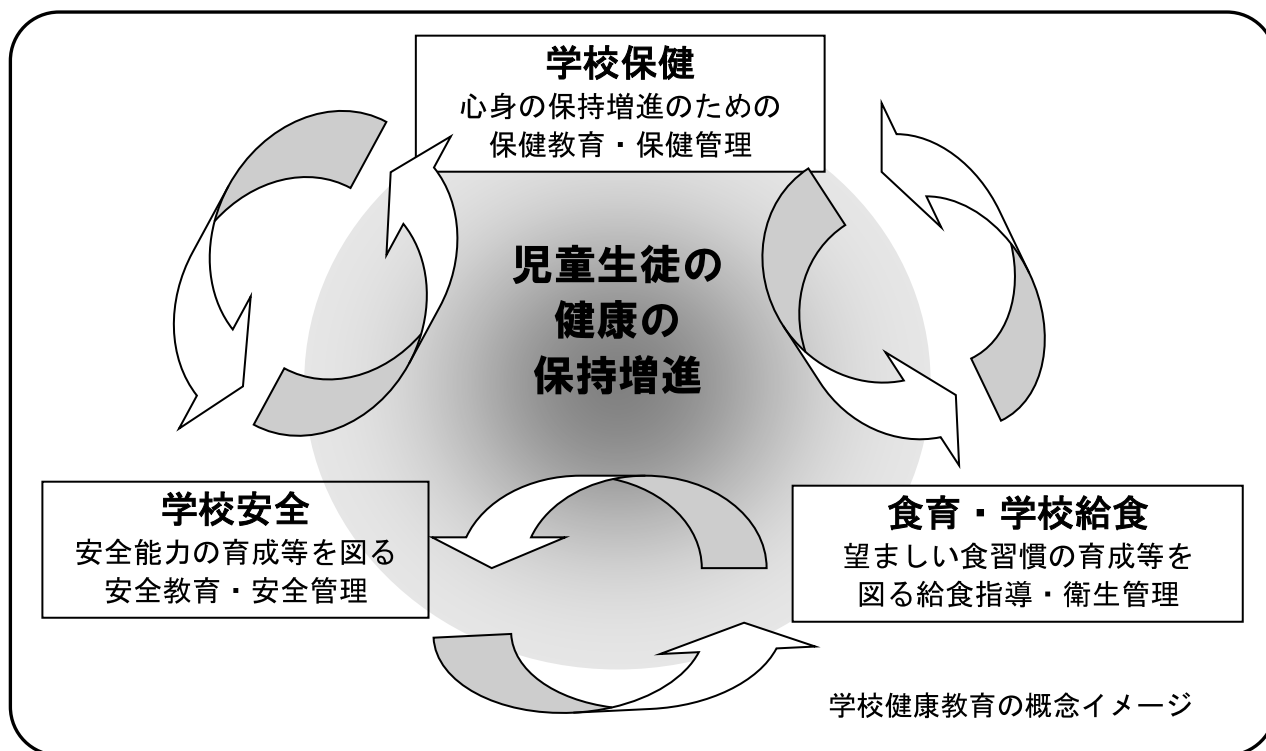 学校保健
心身の保持増進のための
保健教育・保健管理
児童生徒の
健康の
保持増進
学校安全
安全能力の育成等を図る
安全教育・安全管理
食育・学校給食
望ましい食習慣の育成等を
図る給食指導・衛生管理
学校健康教育の概念イメージ